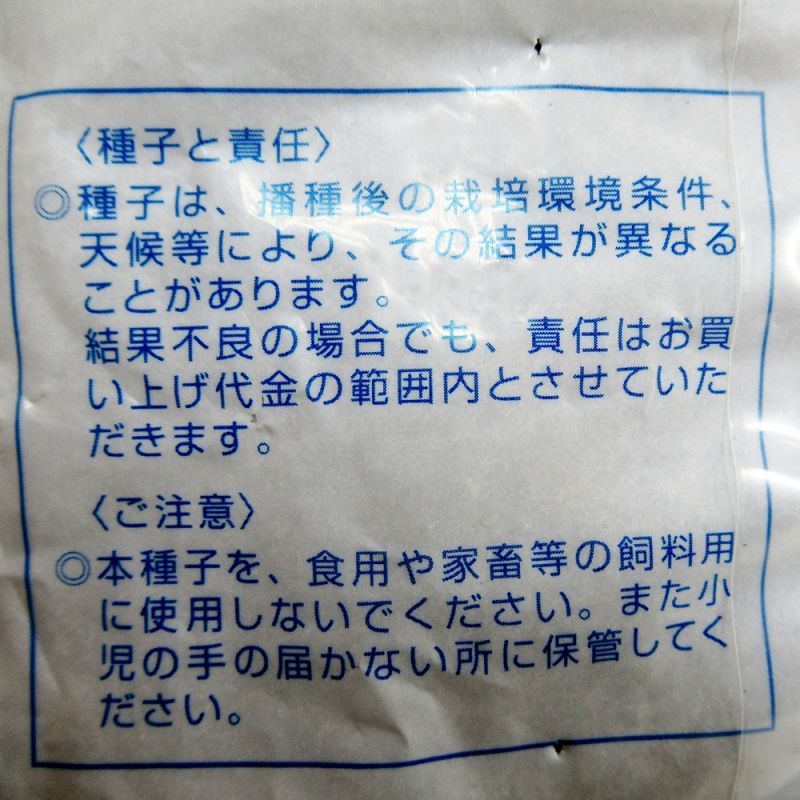 〈種子と責任〉
◎種子は、播種後の栽培環境条件、
天候等により、その結果が異なる
ことがあります。
結果不良の場合でも、責任はお買
い上げ代金の範囲内とさせていた
だきます。
〈ご注意〉
◎本種子を、食用や家畜等の飼料用
に使用しないでください。また小
児の手の届かない所に保管してく
ださい。